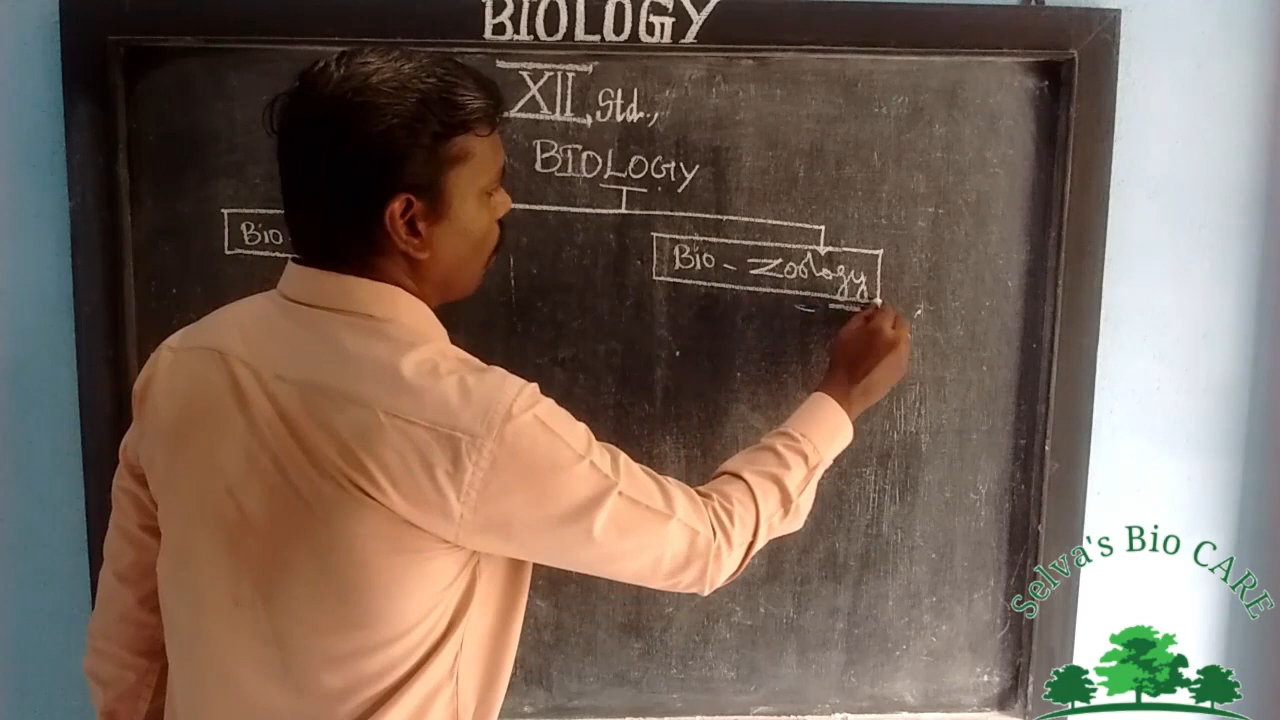 BIOLOGY
XII Std.,
BIOLOGY
Bio - Bio - Zoology
Selva's Bio CARE